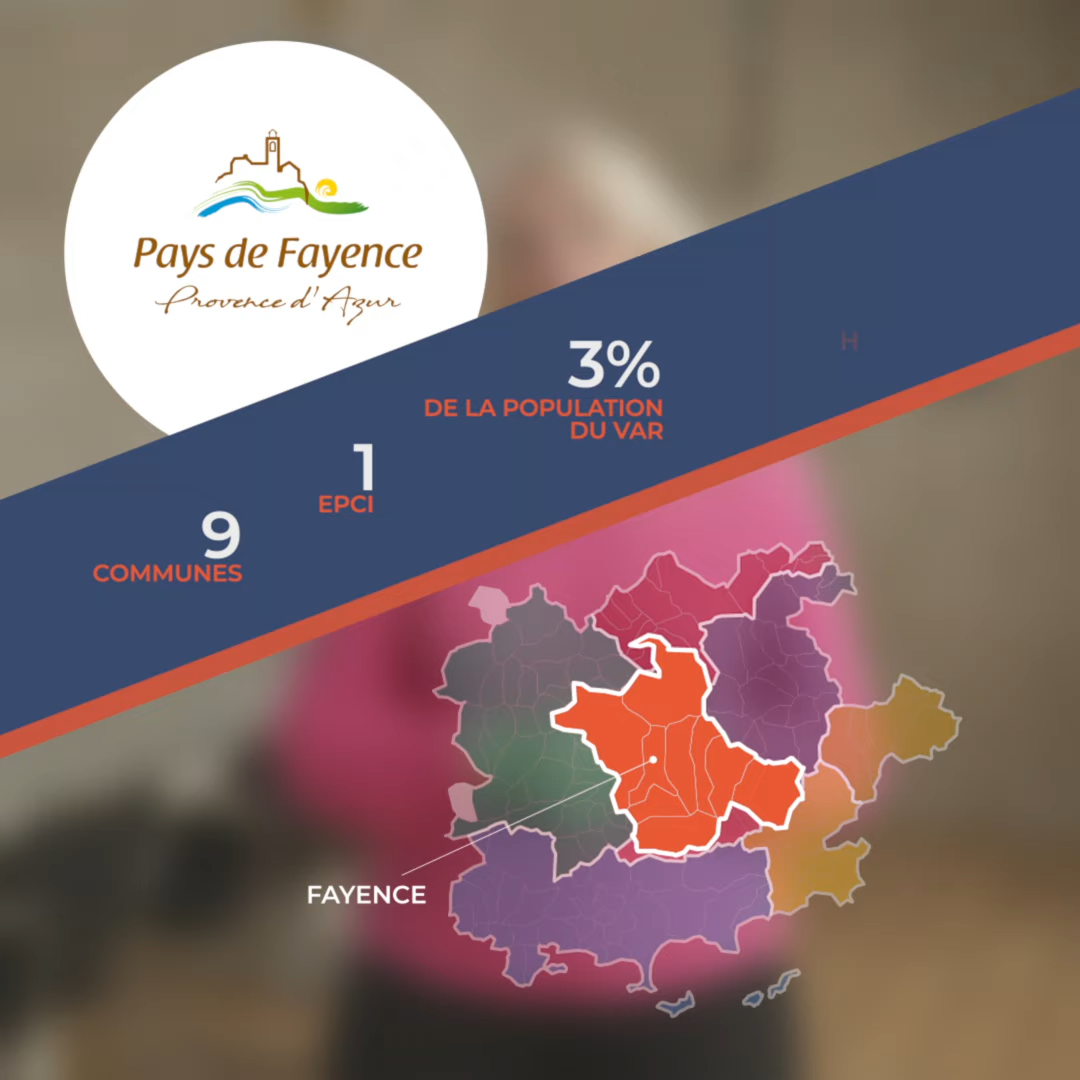 Pays de Fayence
Provence d'Azur
3%
DE LA POPULATION
DU VAR
H
1
EPCI
9
COMMUNES
FAYENCE